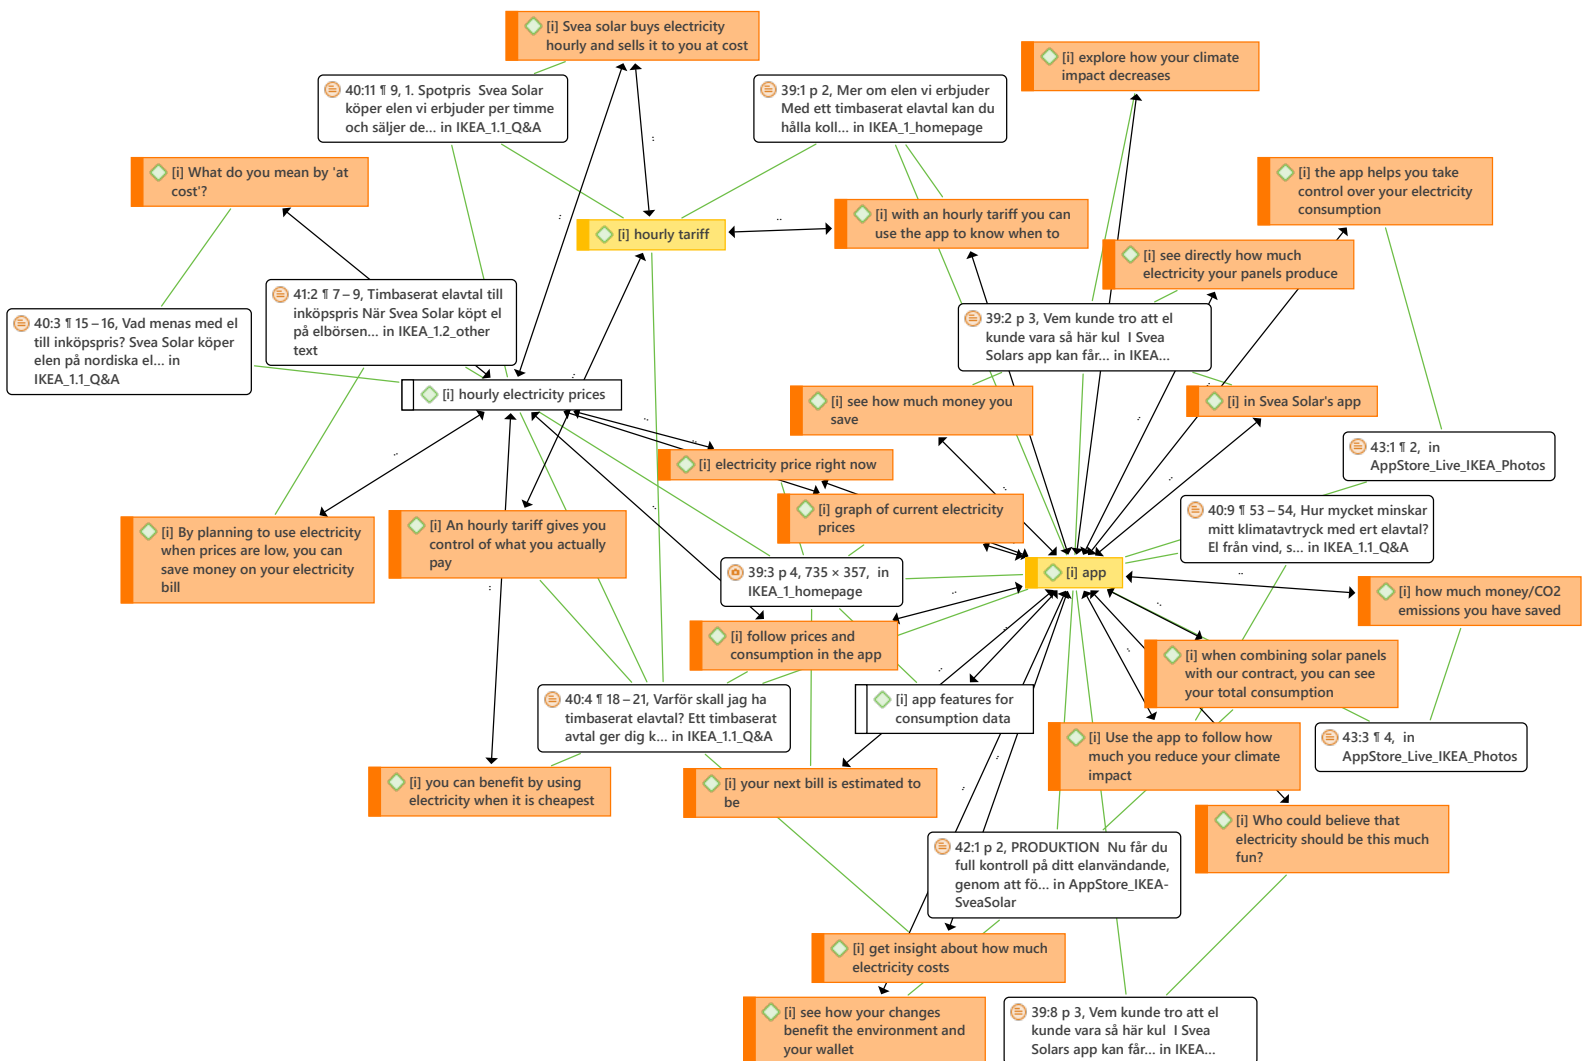 [i] Svea solar buys electricity
hourly and sells it to you at cost
[i] explore how your climate
impact decreases
40:11 ¶ 9, 1. Spotpris Svea Solar
köper elen vi erbjuder per timme
och säljer de... in IKEA_1.1_Q&A
39:1 p 2, Mer om elen vi erbjuder
Med ett timbaserat elavtal kan du
hålla koll... in IKEA_1_homepage
[i] What do you mean by 'at
cost'?
[i] the app helps you take
control over your electricity
consumption
[i] hourly tariff
[i] with an hourly tariff you can
use the app to know when to
[i] see directly how much
electricity your panels produce
40:3 ¶ 15 – 16, Vad menas med el
till inköpspris? Svea Solar köper
elen på nordiska el... in
IKEA_1.1_Q&A
41:2 ¶ 7 – 9, Timbaserat elavtal till
inköpspris När Svea Solar köpt el
på elbörsen... in IKEA_1.2_other
text
39:2 p 3, Vem kunde tro att el
kunde vara så här kul I Svea
Solars app kan får... in IKEA...
[i] hourly electricity prices
[i] see how much money you
save
[i] in Svea Solar's app
43:1 ¶ 2, in
AppStore_Live_IKEA_Photos
[i] electricity price right now
[i] graph of current electricity
prices
40:9 ¶ 53 – 54, Hur mycket minskar
mitt klimatavtryck med ert elavtal?
El från vind, s... in IKEA_1.1_Q&A
[i] By planning to use electricity
when prices are low, you can
save money on your electricity
bill
[i] An hourly tariff gives you
control of what you actually
pay
39:3 p 4, 735 × 357, in
IKEA_1_homepage
[i] app
[i] how much money/CO2
emissions you have saved
[i] follow prices and
consumption in the app
[i] when combining solar panels
with our contract, you can see
your total consumption
40:4 ¶ 18 – 21, Varför skall jag ha
timbaserat elavtal? Ett timbaserat
avtal ger dig k... in IKEA_1.1_Q&A
[i] app features for
consumption data
[i] Use the app to follow how
much you reduce your climate
impact
43:3 ¶ 4, in
AppStore_Live_IKEA_Photos
[i] you can benefit by using
electricity when it is cheapest
[i] your next bill is estimated to
be
[i] Who could believe that
electricity should be this much
fun?
42:1 p 2, PRODUKTION Nu får du
full kontroll på ditt elanvändande,
genom att fö... in AppStore_IKEA-
SveaSolar
[i] get insight about how much
electricity costs
[i] see how your changes
benefit the environment and
your wallet
39:8 p 3, Vem kunde tro att el
kunde vara så här kul I Svea
Solars app kan får... in IKEA...